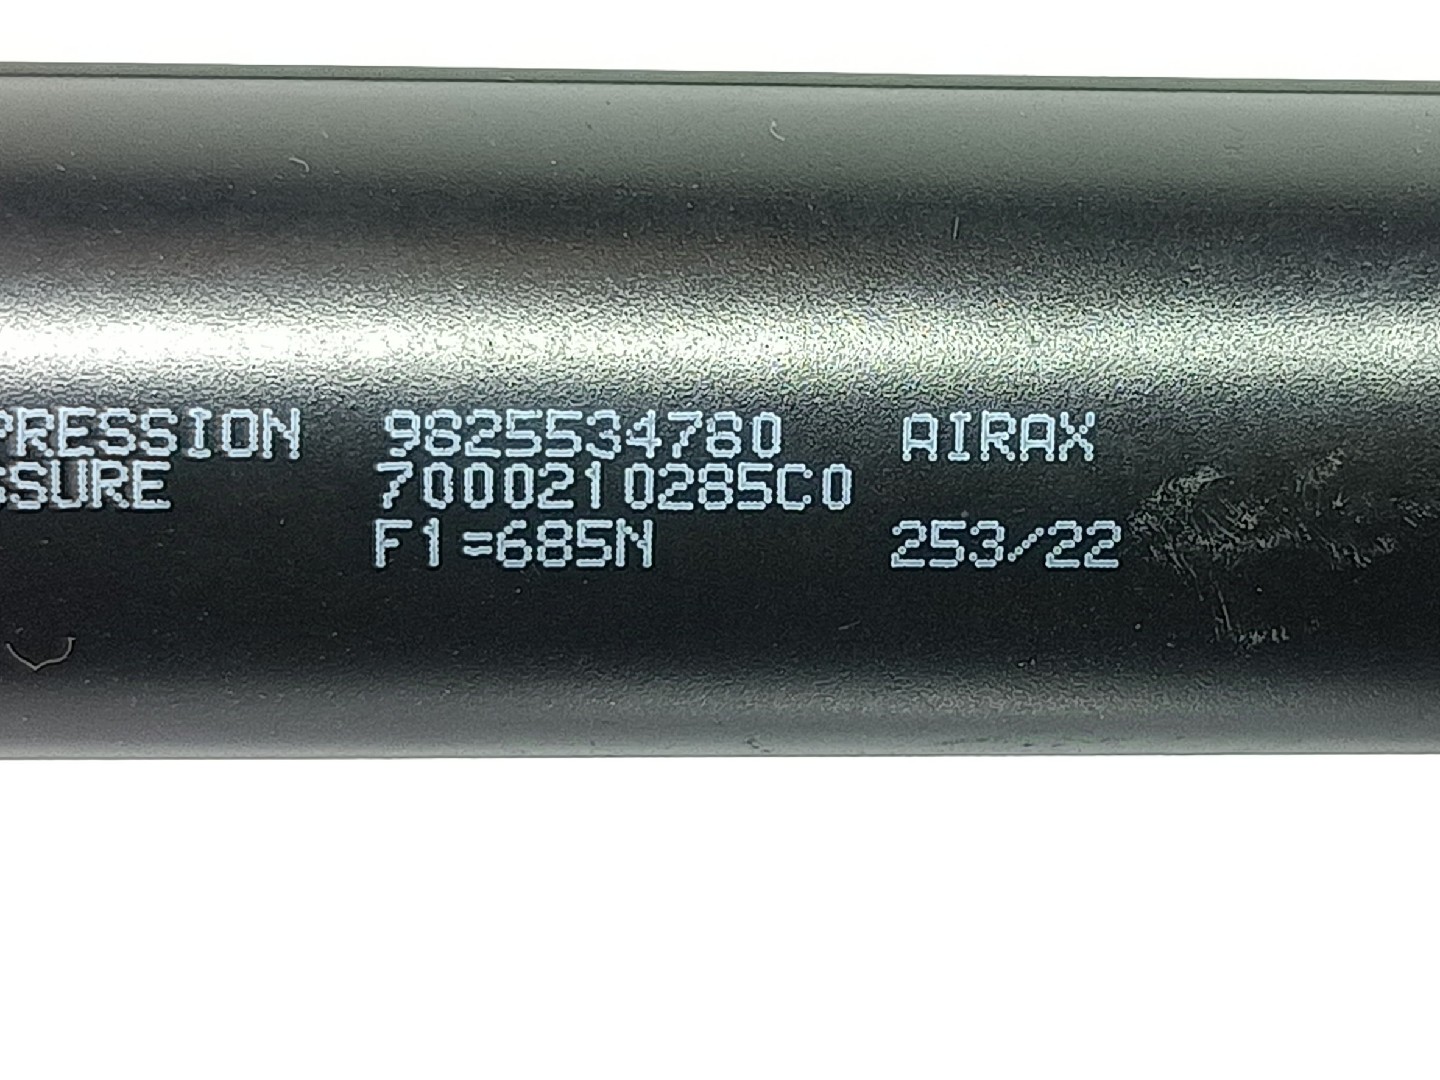 PRESSION 9825534780 AIRAX
SSURE 7000210285C0
F1=685N 253/22